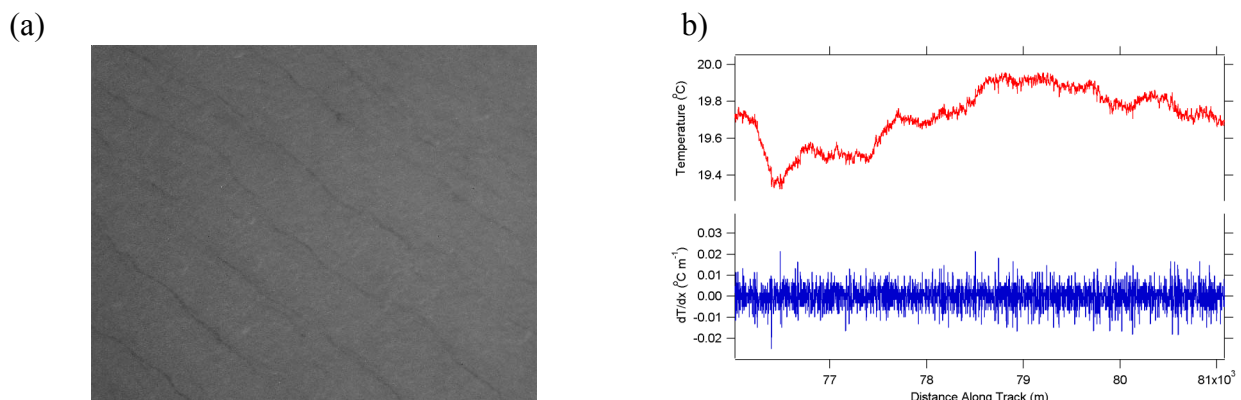 (a)
b)
20.0
19.8
19.6
19.4
Temperature (°C)
0.03
0.02
0.01
0.00
-0.01
-0.02
dT/dx (°C m⁻¹)
77
78
79
80
81x10³
Distance Along Track (m)